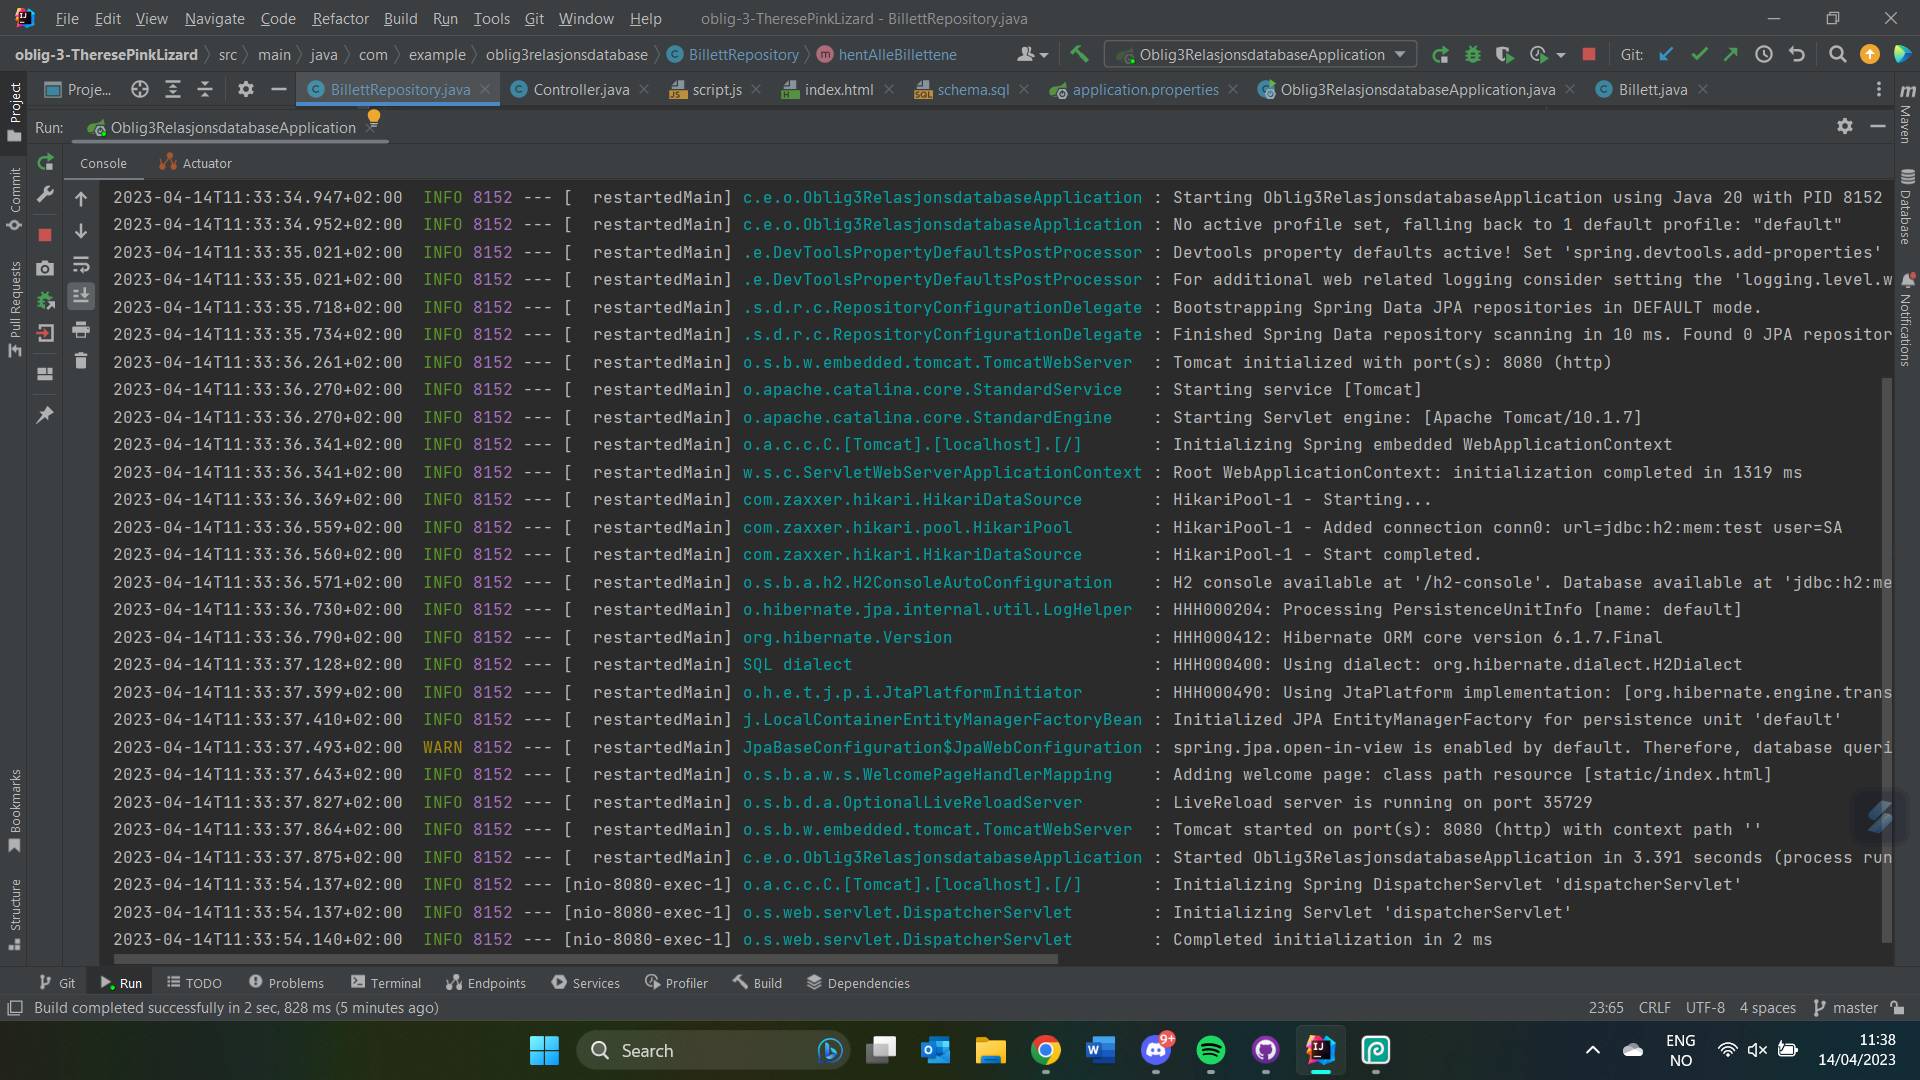 File Edit View Navigate Code Refactor Build Run Tools Git Window Help oblig-3-TheresePinkLizard - BillettRepository.java
oblig-3-TheresePinkLizard src main java com example oblig3relasjonsdatabase BillettRepository hentAlleBillettene Oblig3RelasjonsdatabaseApplication Git:
Proje... BillettRepository.java Controller.java script.js index.html schema.sql application.properties Oblig3RelasjonsdatabaseApplication.java Billett.java
Run: Oblig3RelasjonsdatabaseApplication
Console Actuator
2023-04-14T11:33:34.947+02:00 INFO 8152 --- [ restartedMain] c.e.o.Oblig3RelasjonsdatabaseApplication : Starting Oblig3RelasjonsdatabaseApplication using Java 20 with PID 8152
2023-04-14T11:33:34.952+02:00 INFO 8152 --- [ restartedMain] c.e.o.Oblig3RelasjonsdatabaseApplication : No active profile set, falling back to 1 default profile: "default"
2023-04-14T11:33:35.021+02:00 INFO 8152 --- [ restartedMain] .e.DevToolsPropertyDefaultsPostProcessor : Devtools property defaults active! Set 'spring.devtools.add-properties'
2023-04-14T11:33:35.021+02:00 INFO 8152 --- [ restartedMain] .e.DevToolsPropertyDefaultsPostProcessor : For additional web related logging consider setting the 'logging.level.w
2023-04-14T11:33:35.718+02:00 INFO 8152 --- [ restartedMain] .s.d.r.c.RepositoryConfigurationDelegate : Bootstrapping Spring Data JPA repositories in DEFAULT mode.
2023-04-14T11:33:35.734+02:00 INFO 8152 --- [ restartedMain] .s.d.r.c.RepositoryConfigurationDelegate : Finished Spring Data repository scanning in 10 ms. Found 0 JPA repositor
2023-04-14T11:33:36.261+02:00 INFO 8152 --- [ restartedMain] o.s.b.w.embedded.tomcat.TomcatWebServer : Tomcat initialized with port(s): 8080 (http)
2023-04-14T11:33:36.270+02:00 INFO 8152 --- [ restartedMain] o.apache.catalina.core.StandardService : Starting service [Tomcat]
2023-04-14T11:33:36.270+02:00 INFO 8152 --- [ restartedMain] o.apache.catalina.core.StandardEngine : Starting Servlet engine: [Apache Tomcat/10.1.7]
2023-04-14T11:33:36.341+02:00 INFO 8152 --- [ restartedMain] o.a.c.c.C.[Tomcat].[localhost].[/] : Initializing Spring embedded WebApplicationContext
2023-04-14T11:33:36.341+02:00 INFO 8152 --- [ restartedMain] w.s.c.ServletWebServerApplicationContext : Root WebApplicationContext: initialization completed in 1319 ms
2023-04-14T11:33:36.369+02:00 INFO 8152 --- [ restartedMain] com.zaxxer.hikari.HikariDataSource : HikariPool-1 - Starting...
2023-04-14T11:33:36.559+02:00 INFO 8152 --- [ restartedMain] com.zaxxer.hikari.pool.HikariPool : HikariPool-1 - Added connection conn0: url=jdbc:h2:mem:test user=SA
2023-04-14T11:33:36.560+02:00 INFO 8152 --- [ restartedMain] com.zaxxer.hikari.HikariDataSource : HikariPool-1 - Start completed.
2023-04-14T11:33:36.571+02:00 INFO 8152 --- [ restartedMain] o.s.b.a.h2.H2ConsoleAutoConfiguration : H2 console available at '/h2-console'. Database available at 'jdbc:h2:me
2023-04-14T11:33:36.730+02:00 INFO 8152 --- [ restartedMain] o.hibernate.jpa.internal.util.LogHelper : HHH000204: Processing PersistenceUnitInfo [name: default]
2023-04-14T11:33:36.790+02:00 INFO 8152 --- [ restartedMain] org.hibernate.Version : HHH000412: Hibernate ORM core version 6.1.7.Final
2023-04-14T11:33:37.128+02:00 INFO 8152 --- [ restartedMain] SQL dialect : HHH000400: Using dialect: org.hibernate.dialect.H2Dialect
2023-04-14T11:33:37.399+02:00 INFO 8152 --- [ restartedMain] o.h.e.t.j.p.i.JtaPlatformInitiator : HHH000490: Using JtaPlatform implementation: [org.hibernate.engine.trans
2023-04-14T11:33:37.410+02:00 INFO 8152 --- [ restartedMain] j.LocalContainerEntityManagerFactoryBean : Initialized JPA EntityManagerFactory for persistence unit 'default'
2023-04-14T11:33:37.493+02:00 WARN 8152 --- [ restartedMain] JpaBaseConfiguration$JpaWebConfiguration : spring.jpa.open-in-view is enabled by default. Therefore, database queri
2023-04-14T11:33:37.643+02:00 INFO 8152 --- [ restartedMain] o.s.b.a.w.s.WelcomePageHandlerMapping : Adding welcome page: class path resource [static/index.html]
2023-04-14T11:33:37.827+02:00 INFO 8152 --- [ restartedMain] o.s.b.d.a.OptionalLiveReloadServer : LiveReload server is running on port 35729
2023-04-14T11:33:37.864+02:00 INFO 8152 --- [ restartedMain] o.s.b.w.embedded.tomcat.TomcatWebServer : Tomcat started on port(s): 8080 (http) with context path ''
2023-04-14T11:33:37.875+02:00 INFO 8152 --- [ restartedMain] c.e.o.Oblig3RelasjonsdatabaseApplication : Started Oblig3RelasjonsdatabaseApplication in 3.391 seconds (process run
2023-04-14T11:33:54.137+02:00 INFO 8152 --- [nio-8080-exec-1] o.a.c.c.C.[Tomcat].[localhost].[/] : Initializing Spring DispatcherServlet 'dispatcherServlet'
2023-04-14T11:33:54.137+02:00 INFO 8152 --- [nio-8080-exec-1] o.s.web.servlet.DispatcherServlet : Initializing Servlet 'dispatcherServlet'
2023-04-14T11:33:54.140+02:00 INFO 8152 --- [nio-8080-exec-1] o.s.web.servlet.DispatcherServlet : Completed initialization in 2 ms
Project
Commit
Pull Requests
Bookmarks
Structure
Maven
Database
Notifications
Git Run TODO Problems Terminal Endpoints Services Profiler Build Dependencies
Build completed successfully in 2 sec, 828 ms (5 minutes ago) 23:65 CRLF UTF-8 4 spaces master
Search 9+ ENG 11:38
NO 14/04/2023